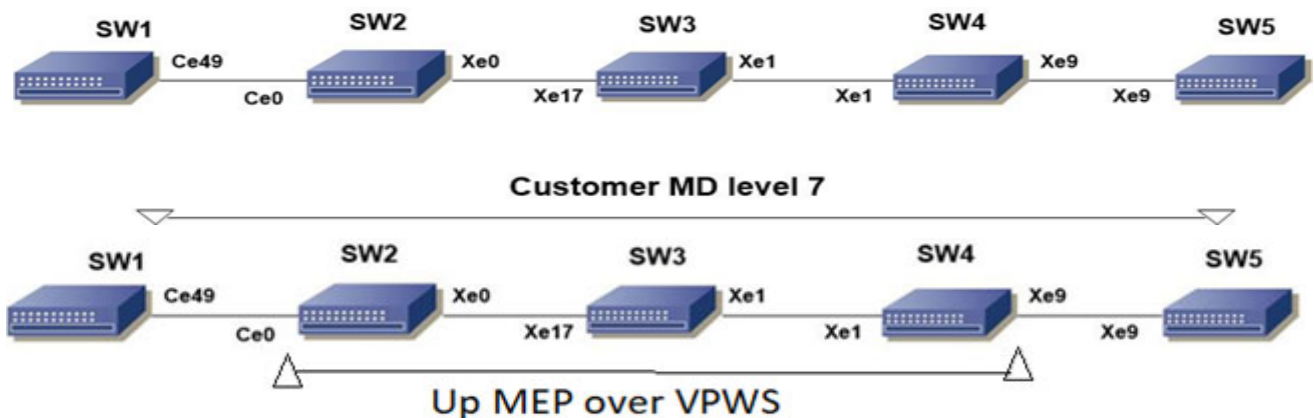 SW1 SW2 SW3 SW4 SW5
Ce49 Xe0 Xe1 Xe9
Ce0 Xe17 Xe1 Xe9
Customer MD level 7
SW1 SW2 SW3 SW4 SW5
Ce49 Xe0 Xe1 Xe9
Ce0 Xe17 Xe1 Xe9
Up MEP over VPWS